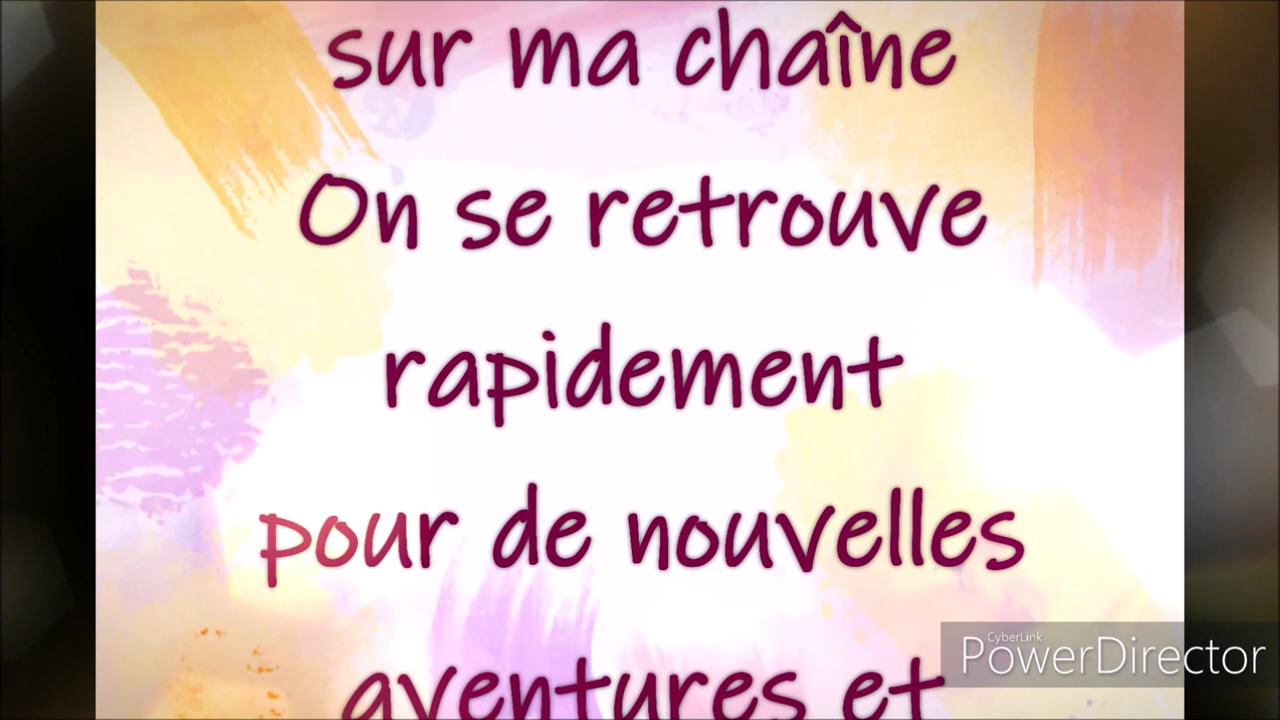 sur ma chaîne
On se retrouve
rapidement
pour de nouvelles
aventures et
CyberLink
PowerDirector